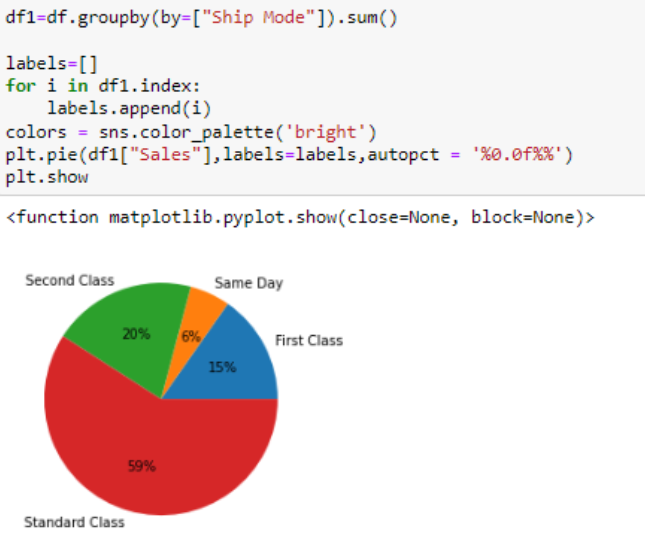 df1=df.groupby(by=["Ship Mode"]).sum()
labels=[]
for i in df1.index:
    labels.append(i)
colors = sns.color_palette('bright')
plt.pie(df1["Sales"],labels=labels,autopct = '%0.0f%%')
plt.show
<function matplotlib.pyplot.show(close=None, block=None)>
Second Class
Same Day
20%
6%
First Class
15%
59%
Standard Class